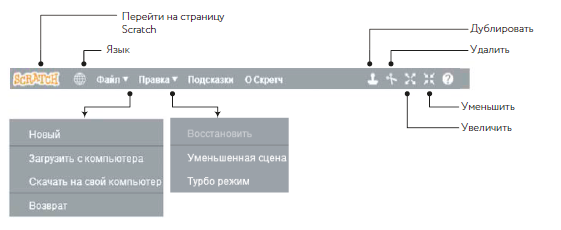 Перейти на страницу
Scratch
Язык
Дублировать
Удалить
SCRATCH Файл Правка Подсказки О Скретч
Уменьшить
Увеличить
Новый
Загрузить с компьютера
Скачать на свой компьютер
Возврат
Восстановить
Уменьшенная сцена
Турбо режим